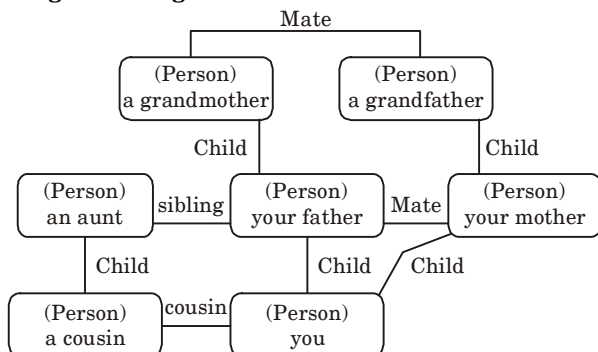 Mate
(Person)
a grandmother
(Person)
a grandfather
Child
Child
(Person)
an aunt
sibling
(Person)
your father
Mate
(Person)
your mother
Child
Child
Child
(Person)
a cousin
cousin
(Person)
you